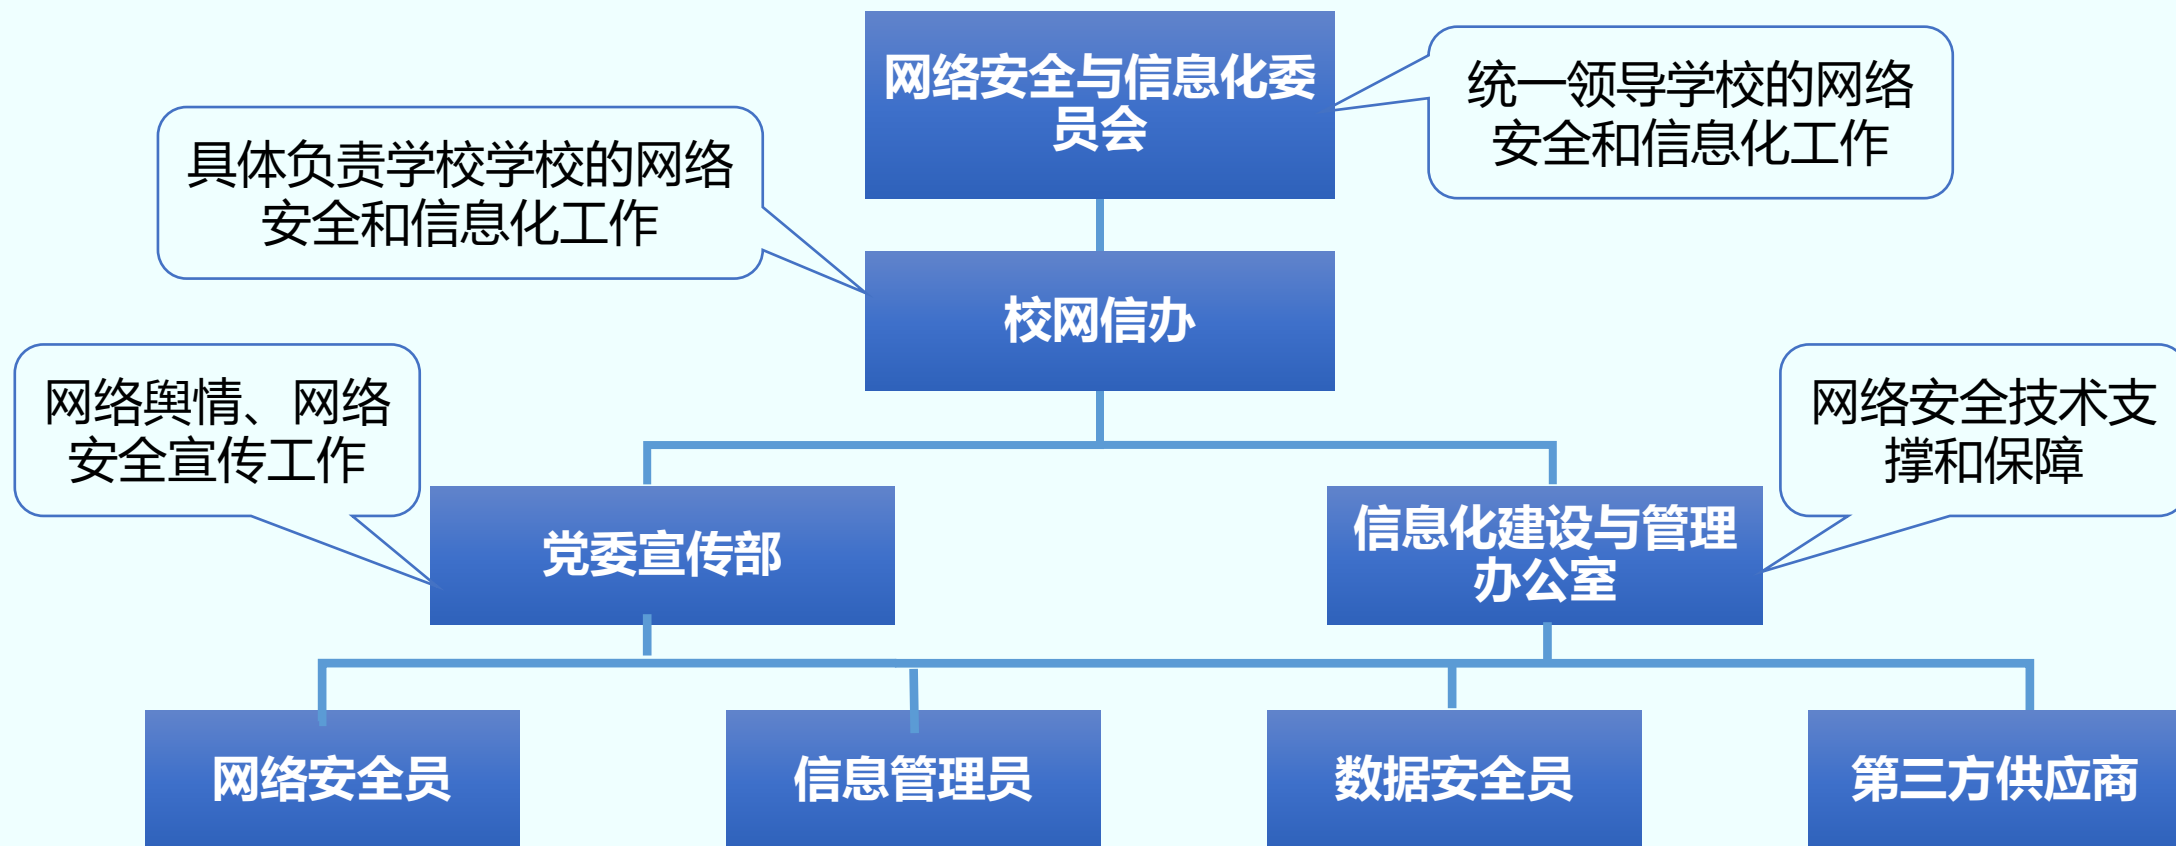 网络安全与信息化委
员会
统一领导学校的网络
安全和信息化工作
具体负责学校学校的网络
安全和信息化工作
校网信办
网络舆情、网络
安全宣传工作
网络安全技术支
撑和保障
党委宣传部
信息化建设与管理
办公室
网络安全员
信息管理员
数据安全员
第三方供应商